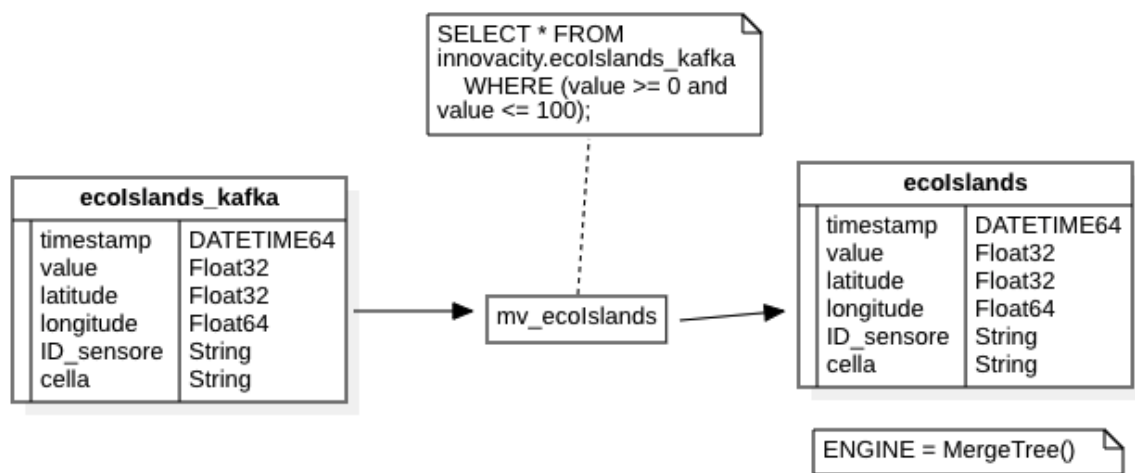 SELECT * FROM
innovacity.ecoIslands_kafka
WHERE (value >= 0 and
value <= 100);
ecoIslands_kafka
timestamp DATETIME64
value Float32
latitude Float32
longitude Float64
ID_sensore String
cella String
mv_ecoIslands
ecoIslands
timestamp DATETIME64
value Float32
latitude Float32
longitude Float64
ID_sensore String
cella String
ENGINE = MergeTree()